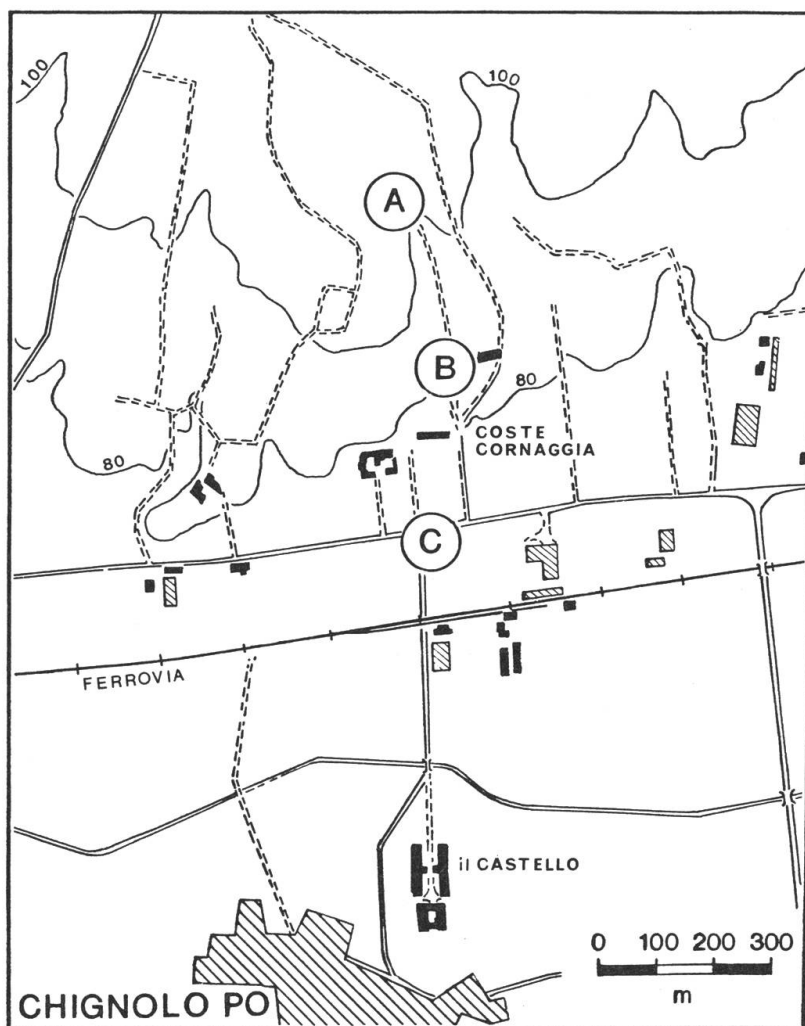 100
100
A
B
80
COSTE
CORNAGGIA
80
C
FERROVIA
il CASTELLO
0 100 200 300
m
CHIGNOLO PO